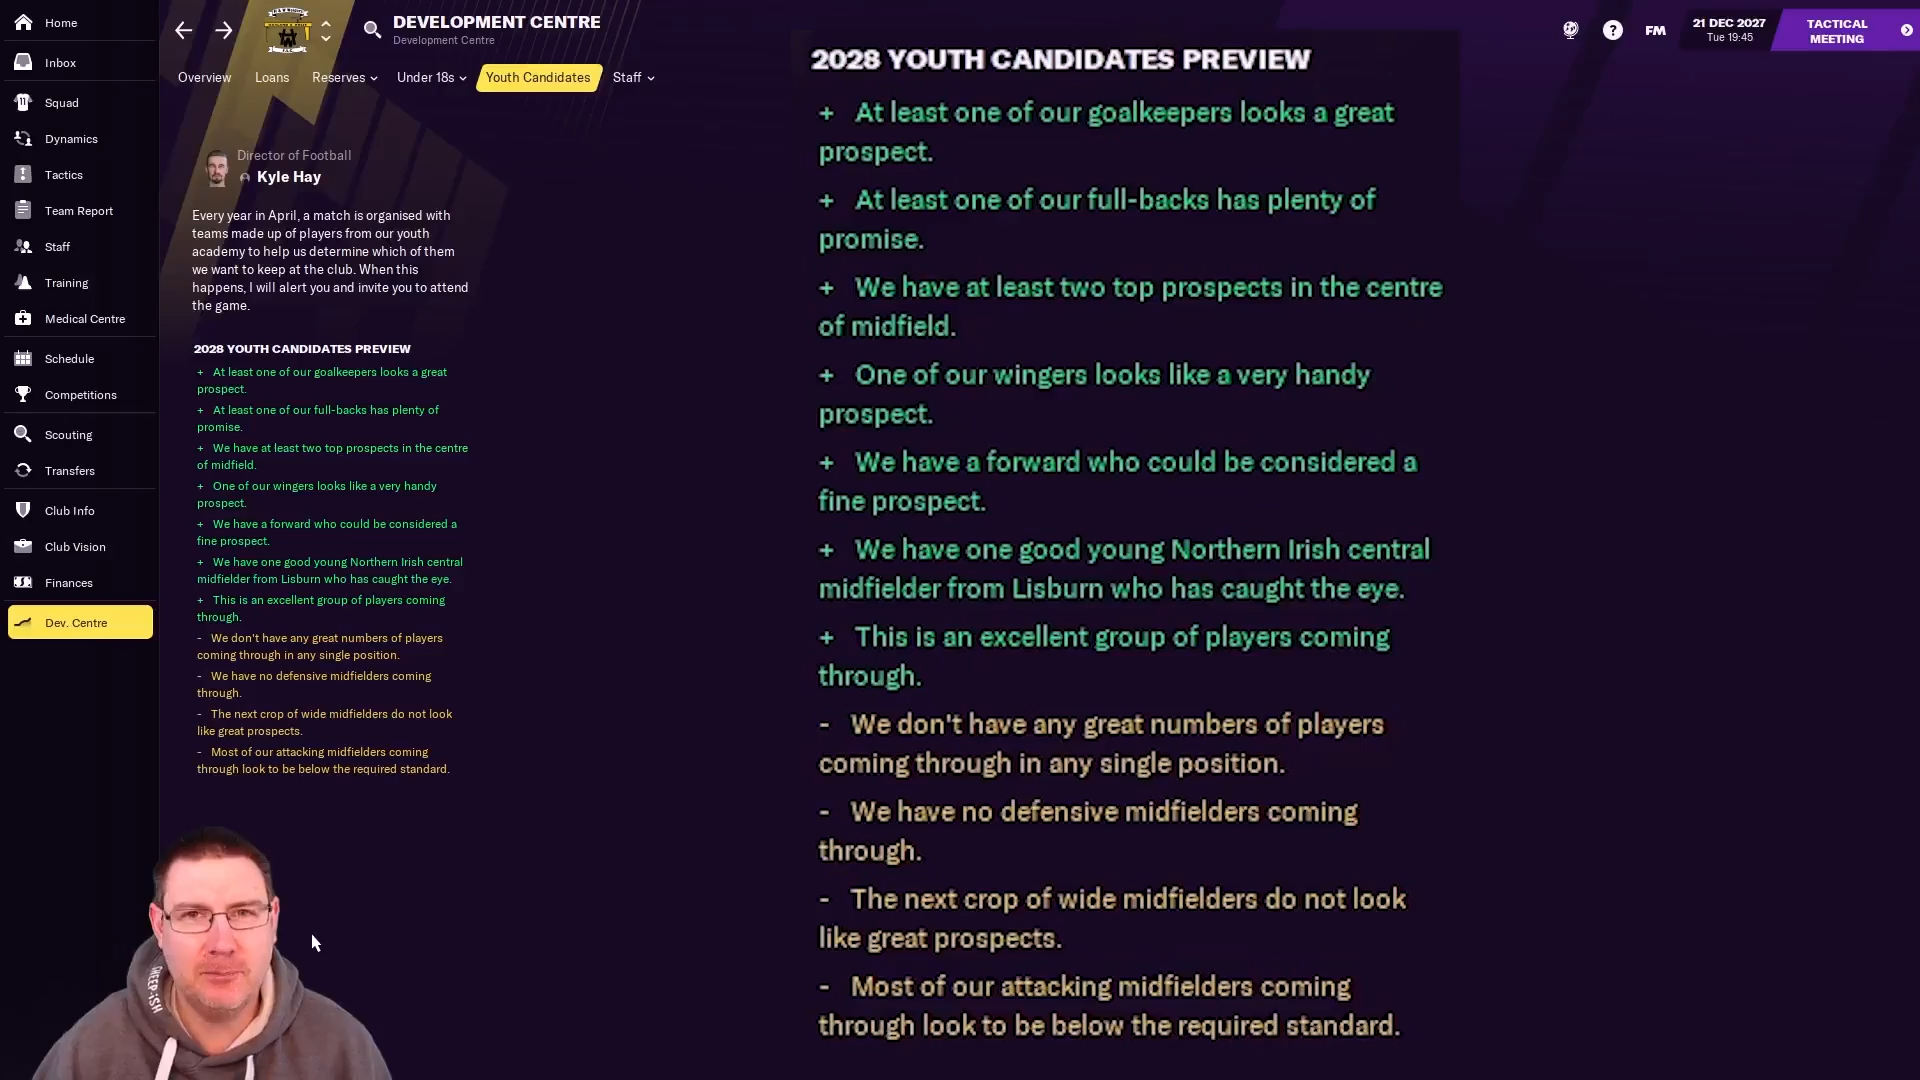 Home
Inbox
Squad
Dynamics
Tactics
Team Report
Staff
Training
Medical Centre
Schedule
Competitions
Scouting
Transfers
Club Info
Club Vision
Finances
Dev. Centre
DEVELOPMENT CENTRE
Development Centre
FM
21 DEC 2027
Tue 19:45
TACTICAL
MEETING
Overview
Loans
Reserves
Under 18s
Youth Candidates
Staff
Director of Football
Kyle Hay
Every year in April, a match is organised with
teams made up of players from our youth
academy to help us determine which of them
we want to keep at the club. When this
happens, I will alert you and invite you to attend
the game.
2028 YOUTH CANDIDATES PREVIEW
+ At least one of our goalkeepers looks a great
prospect.
+ At least one of our full-backs has plenty of
promise.
+ We have at least two top prospects in the centre
of midfield.
+ One of our wingers looks like a very handy
prospect.
+ We have a forward who could be considered a
fine prospect.
+ We have one good young Northern Irish central
midfielder from Lisburn who has caught the eye.
+ This is an excellent group of players coming
through.
- We don't have any great numbers of players
coming through in any single position.
- We have no defensive midfielders coming
through.
- The next crop of wide midfielders do not look
like great prospects.
- Most of our attacking midfielders coming
through look to be below the required standard.
2028 YOUTH CANDIDATES PREVIEW
+ At least one of our goalkeepers looks a great
prospect.
+ At least one of our full-backs has plenty of
promise.
+ We have at least two top prospects in the centre
of midfield.
+ One of our wingers looks like a very handy
prospect.
+ We have a forward who could be considered a
fine prospect.
+ We have one good young Northern Irish central
midfielder from Lisburn who has caught the eye.
+ This is an excellent group of players coming
through.
- We don't have any great numbers of players
coming through in any single position.
- We have no defensive midfielders coming
through.
- The next crop of wide midfielders do not look
like great prospects.
- Most of our attacking midfielders coming
through look to be below the required standard.